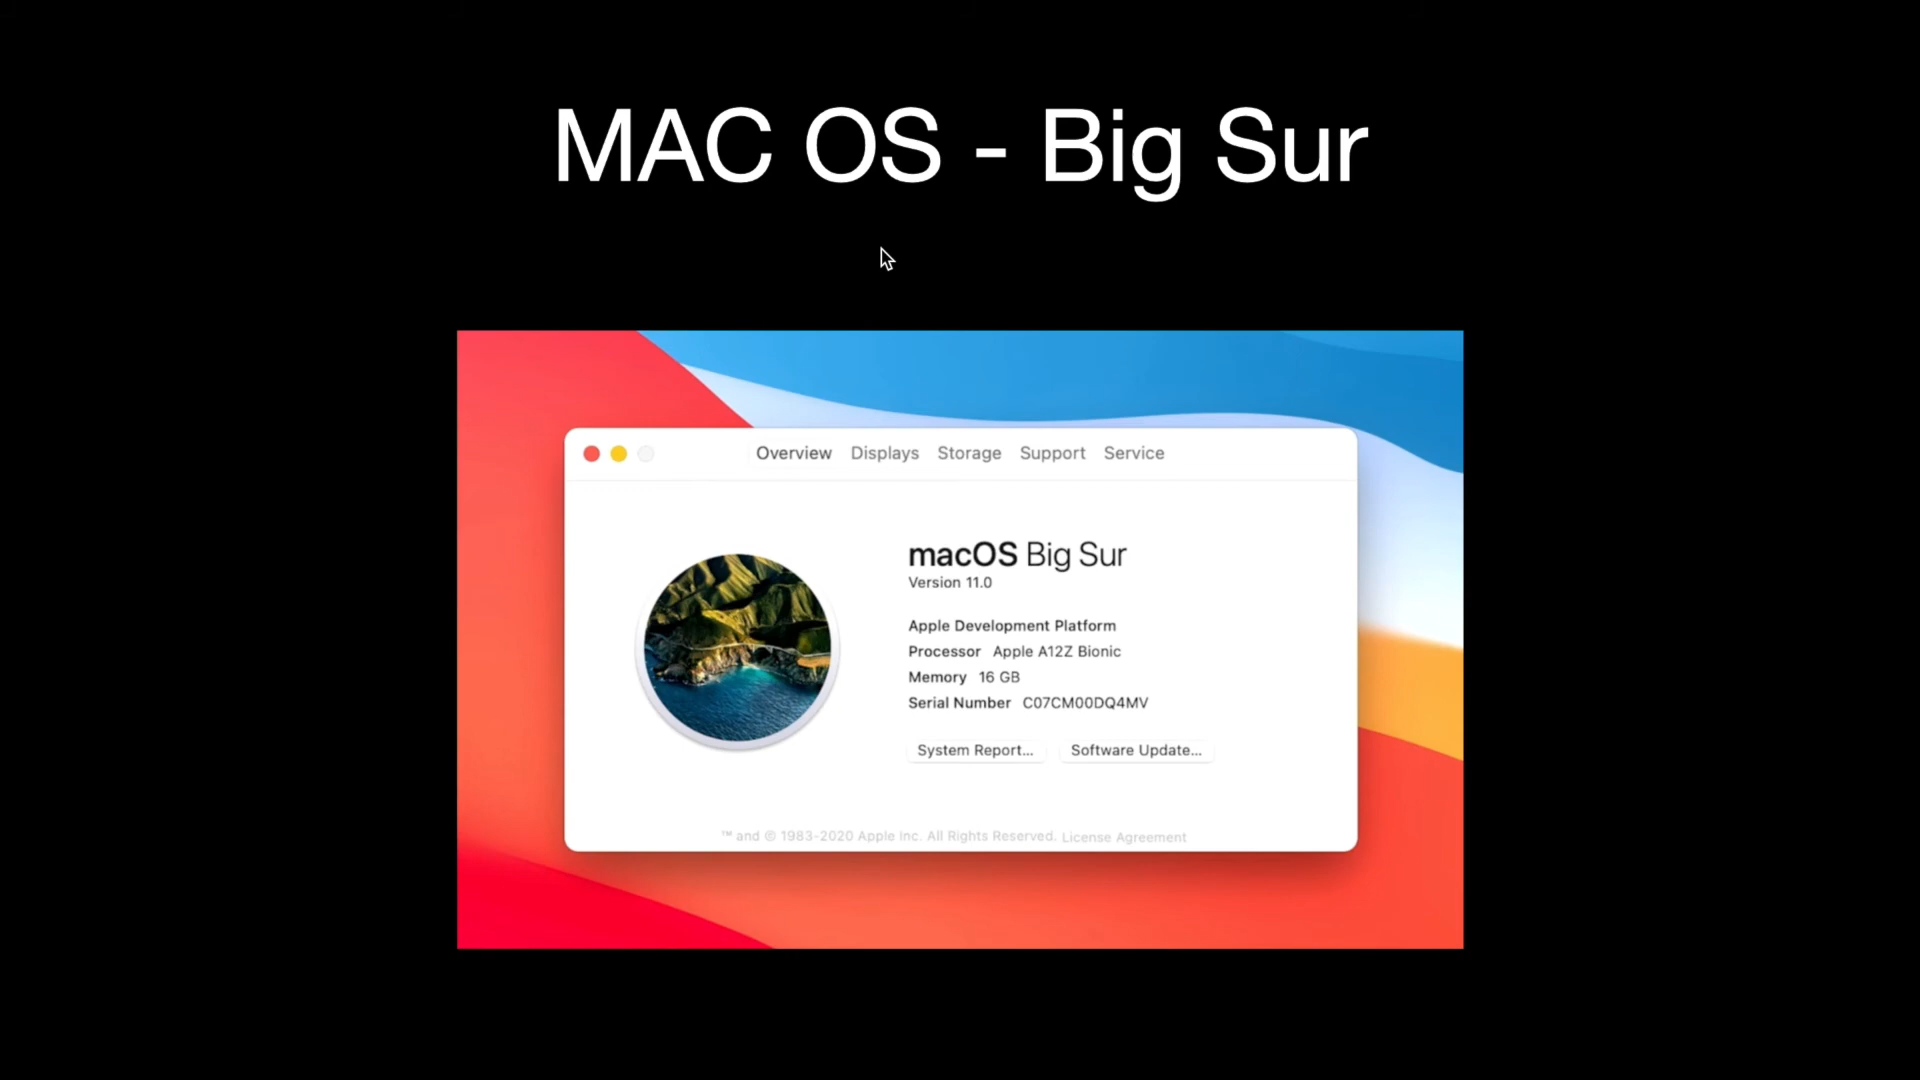 MAC OS - Big Sur
Overview Displays Storage Support Service
macOS Big Sur
Version 11.0
Apple Development Platform
Processor Apple A12Z Bionic
Memory 16 GB
Serial Number C07CM00DQ4MV
System Report... Software Update...
™ and © 1983-2020 Apple Inc. All Rights Reserved. License Agreement